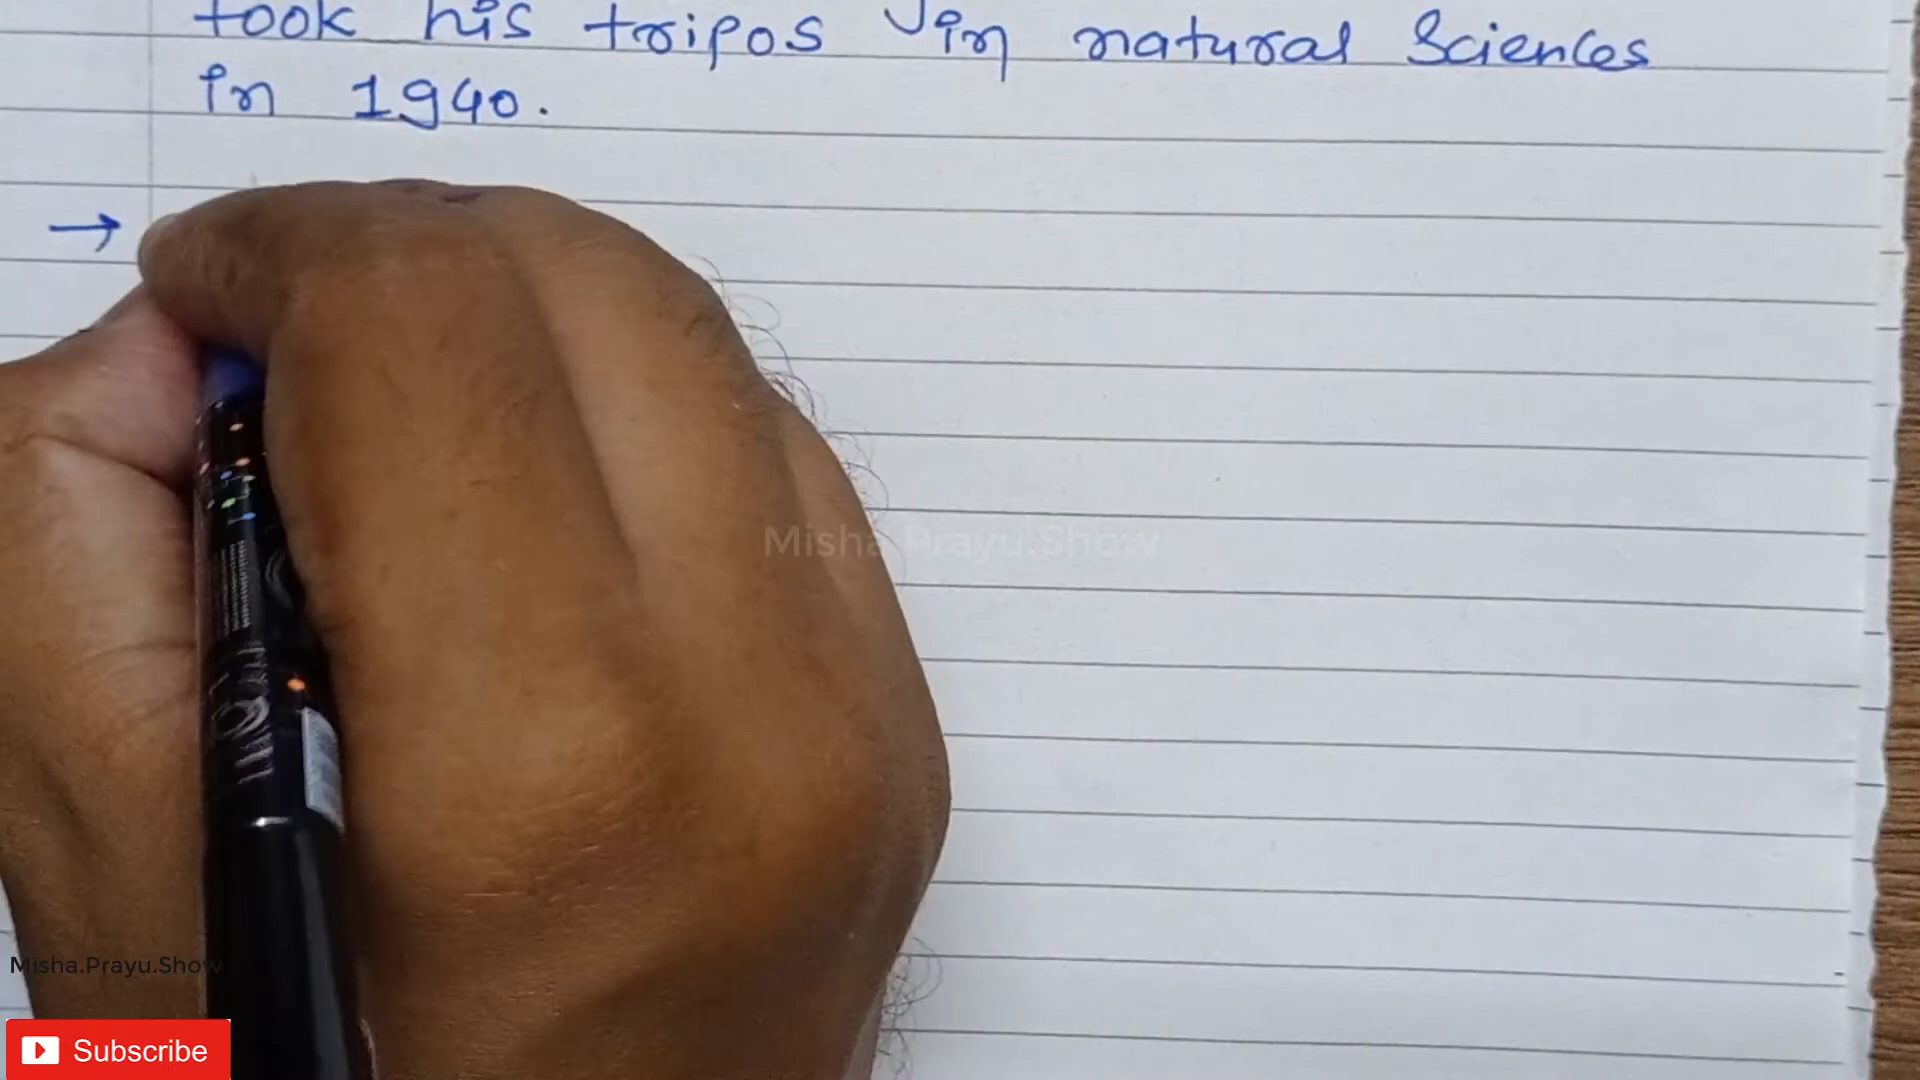 took his tripos in natural Sciences
in 1940.
→
Misha.Prayu.Show
Misha.Prayu.Show
Subscribe